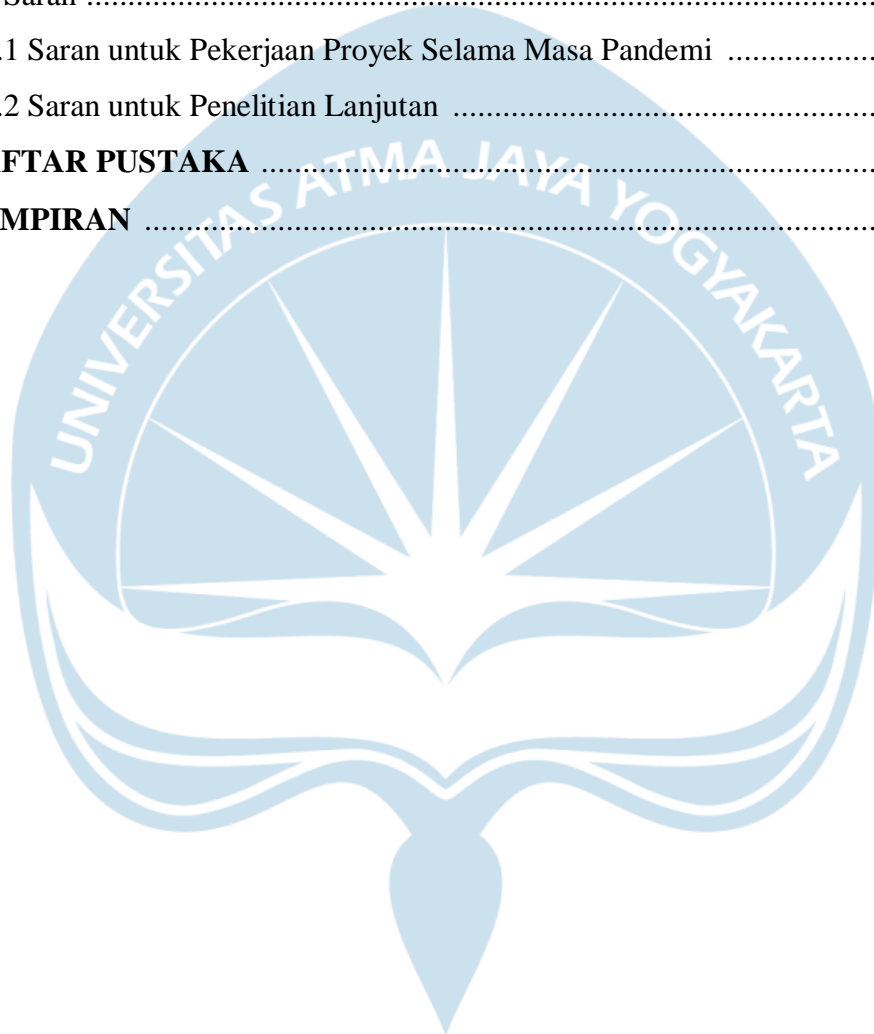 Saran ................................................................................................
.1 Saran untuk Pekerjaan Proyek Selama Masa Pandemi ..................
.2 Saran untuk Penelitian Lanjutan ......................................................
FTAR PUSTAKA ..............................................................................
MPIRAN ............................................................................................
UNIVERSITAS ATMA JAYA YOGYAKARTA